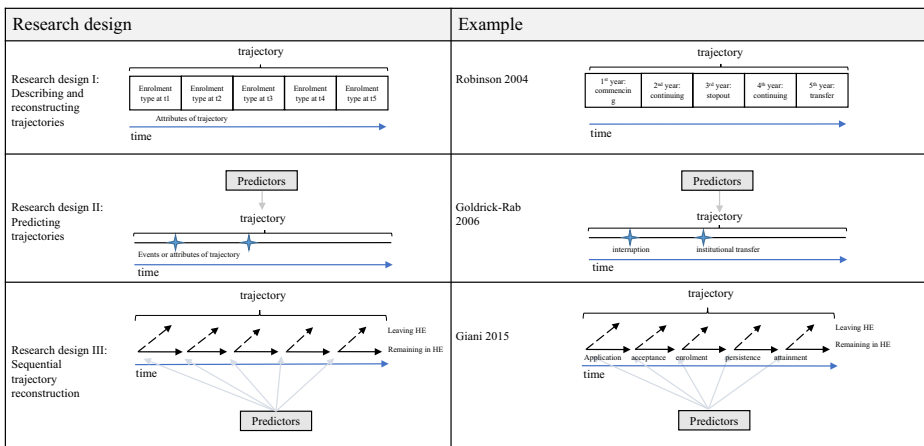 Research design
Example
Research design I:
Describing and
reconstructing
trajectories
trajectory
Enrolment
type at t1
Enrolment
type at t2
Enrolment
type at t3
Enrolment
type at t4
Enrolment
type at t5
Attributes of trajectory
time
Robinson 2004
trajectory
1st year:
commencin
g
2nd year:
continuing
3rd year:
stopout
4th year:
continuing
5th year:
transfer
time
Research design II:
Predicting
trajectories
Predictors
trajectory
Events or attributes of trajectory
time
Goldrick-Rab
2006
Predictors
trajectory
interruption
institutional transfer
time
Research design III:
Sequential
trajectory
reconstruction
trajectory
Leaving HE
Remaining in HE
time
Predictors
Giani 2015
trajectory
Leaving HE
Remaining in HE
Application
acceptance
enrolment
persistence
attainment
time
Predictors